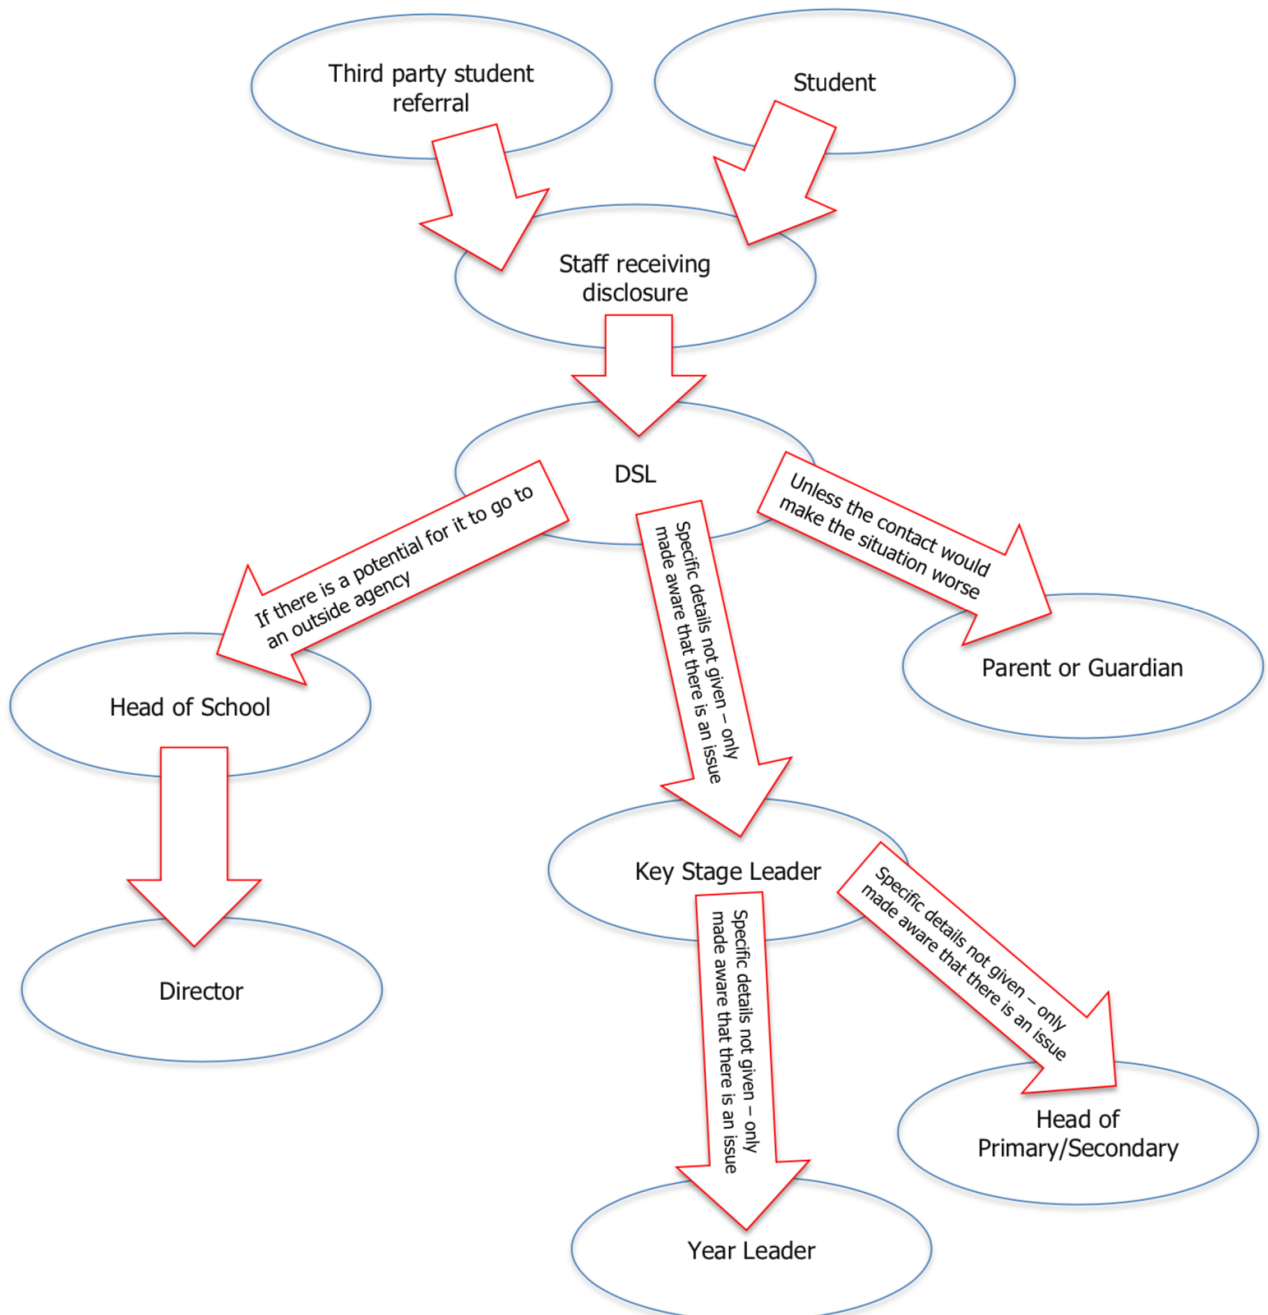 Third party student
referral
Student
Staff receiving
disclosure
DSL
If there is a potential for it to go to
an outside agency
Specific details not given – only
made aware that there is an issue
Unless the contact would
make the situation worse
Head of School
Parent or Guardian
Key Stage Leader
Specific details not given – only
made aware that there is an issue
Specific details not given – only
made aware that there is an issue
Director
Head of
Primary/Secondary
Year Leader